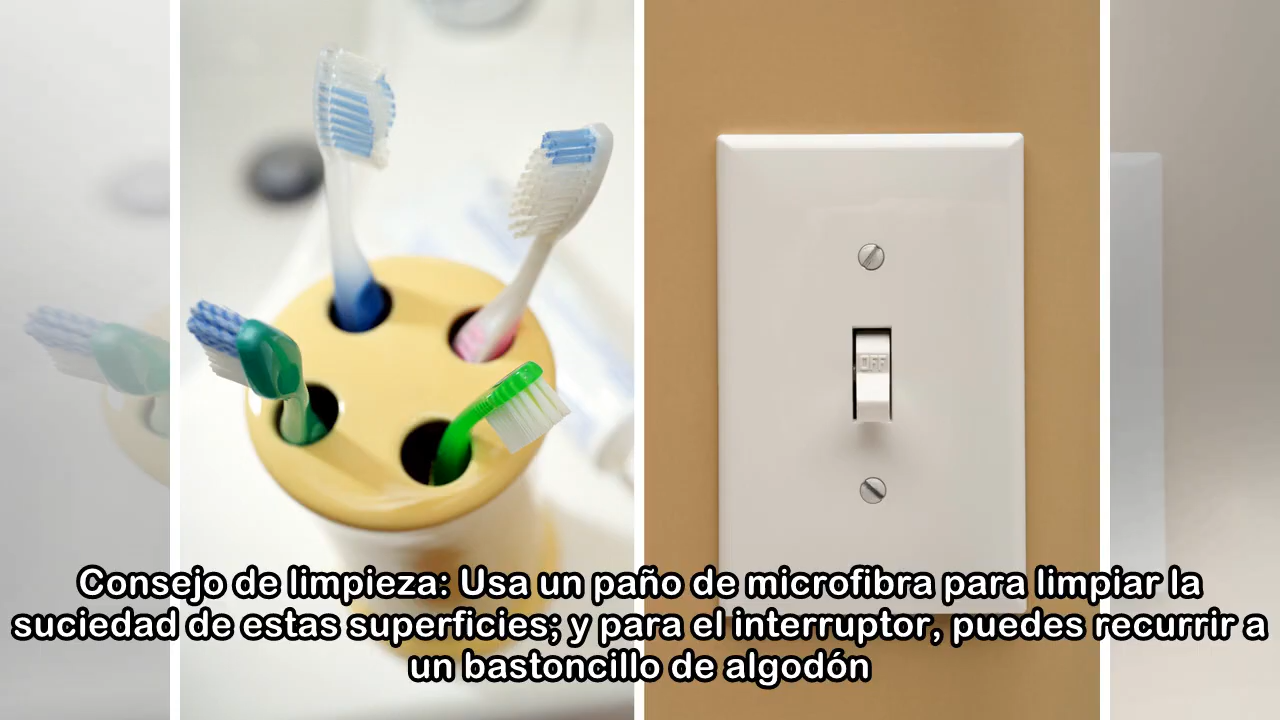 OFF
Consejo de limpieza: Usa un paño de microfibra para limpiar la
suciedad de estas superficies; y para el interruptor, puedes recurrir a
un bastoncillo de algodón